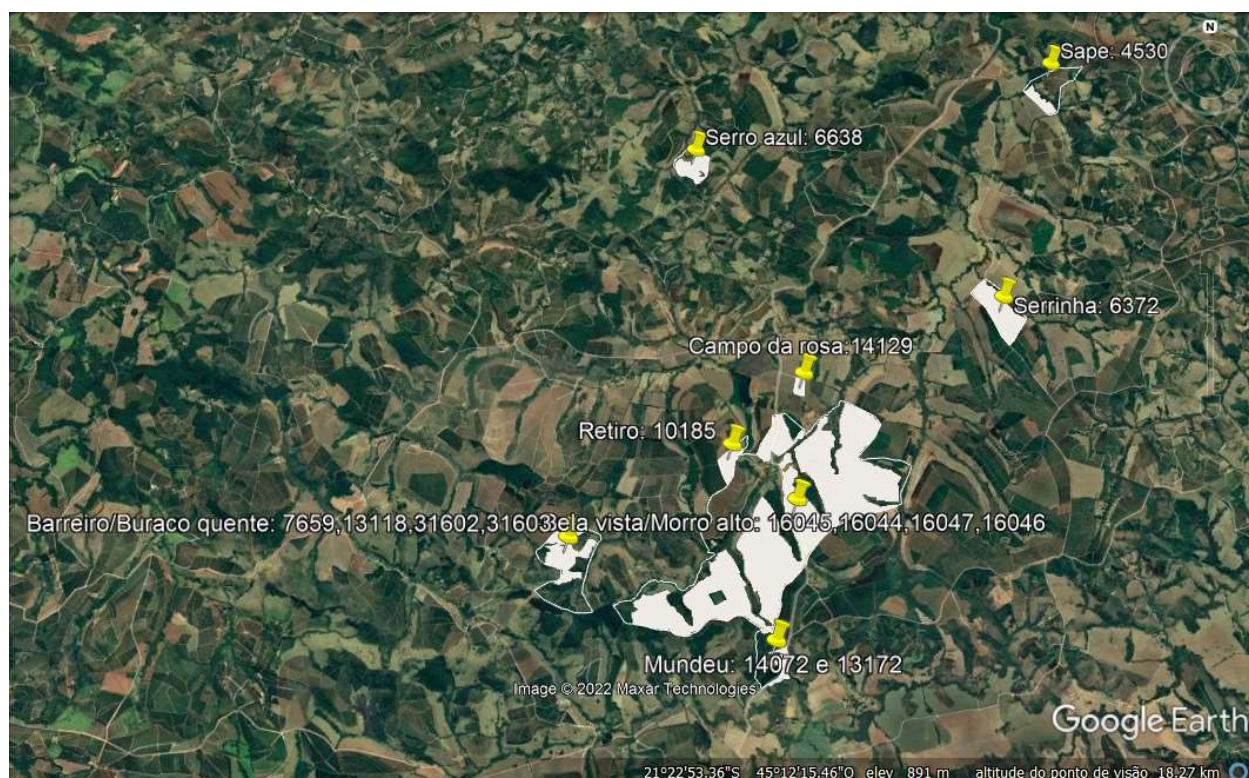 N
Sape: 4530
Serro azul: 6638
Serrinha: 6372
Campo da rosa:14129
Retiro: 10185
Barreiro/Buraco quente: 7659,13118,31602,31603
Bela vista/Morro alto: 16045,16044,16047,16046
Mundeu: 14072 e 13172
Image © 2022 Maxar Technologies
Google Earth
21°22'53.36"S 45°12'15.46"O elev 891 m altitude do ponto de visão 18.27 km